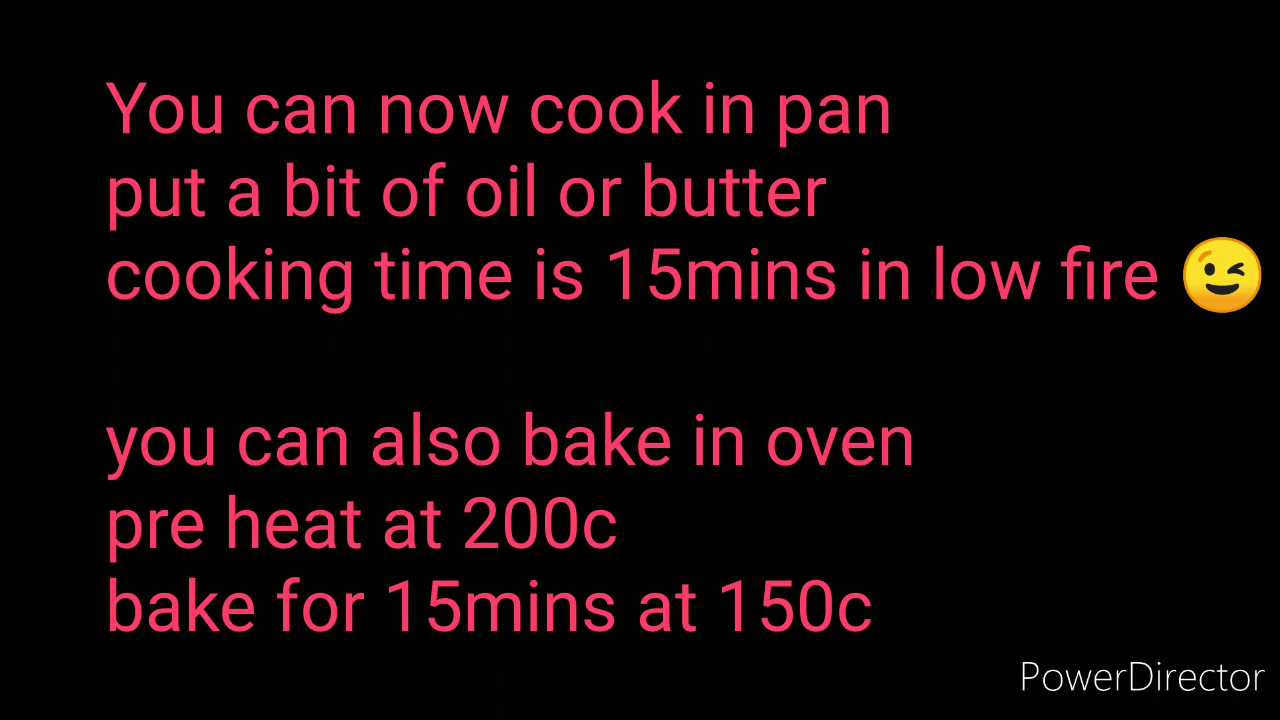 You can now cook in pan
put a bit of oil or butter
cooking time is 15mins in low fire 😉
you can also bake in oven
pre heat at 200c
bake for 15mins at 150c
PowerDirector